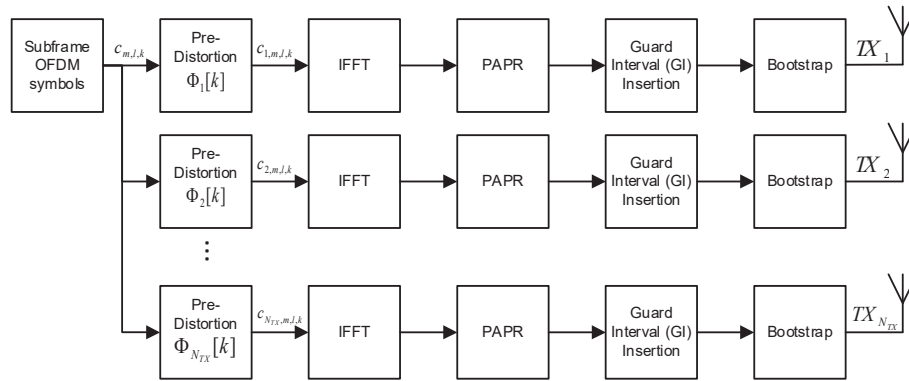 Subframe
OFDM
symbols
c_{m,l,k}
Pre-
Distortion
Φ_1[k]
c_{1,m,l,k}
IFFT
PAPR
Guard
Interval (GI)
Insertion
Bootstrap
TX_1
Pre-
Distortion
Φ_2[k]
c_{2,m,l,k}
IFFT
PAPR
Guard
Interval (GI)
Insertion
Bootstrap
TX_2
Pre-
Distortion
Φ_{N_{TX}}[k]
c_{N_{TX},m,l,k}
IFFT
PAPR
Guard
Interval (GI)
Insertion
Bootstrap
TX_{N_{TX}}